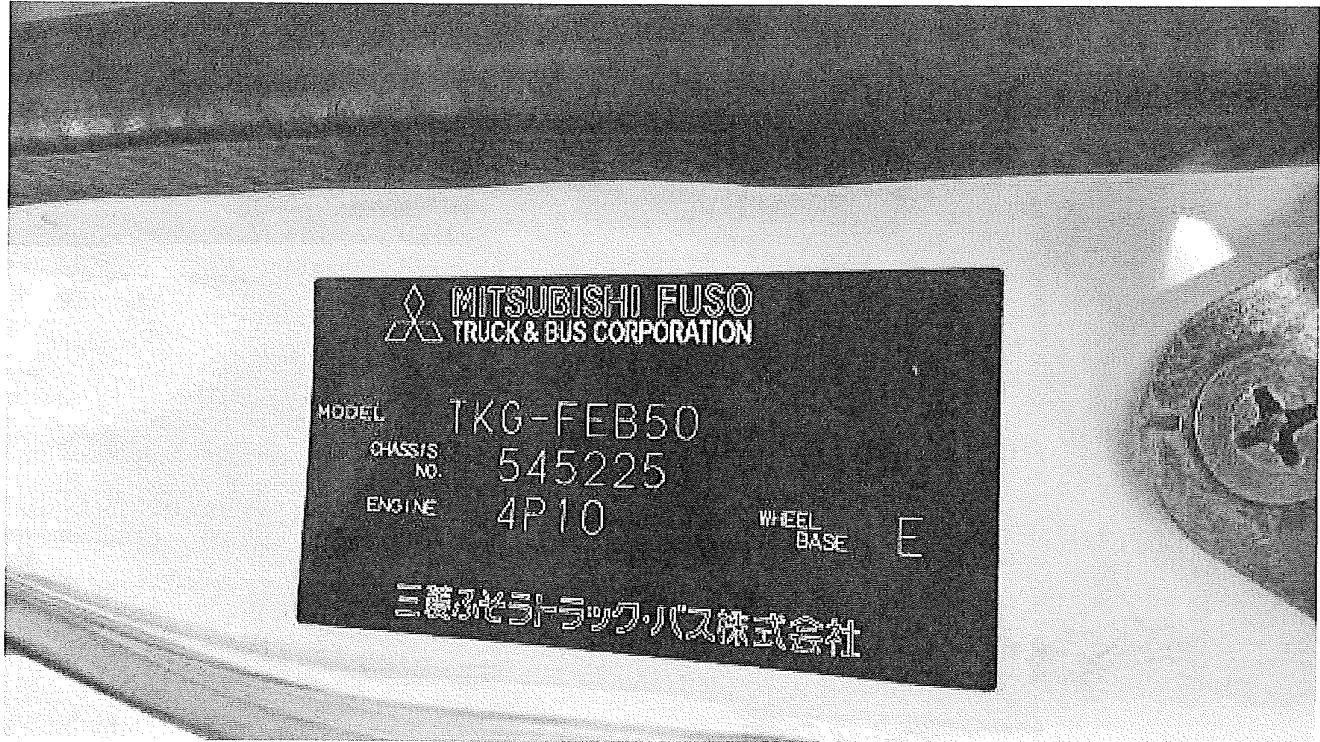 MITSUBISHI FUSO
TRUCK & BUS CORPORATION
MODEL TKG-FEB50
CHASSIS NO. 545225
ENGINE 4P10 WHEEL BASE E
三菱ふそうトラック・バス株式会社